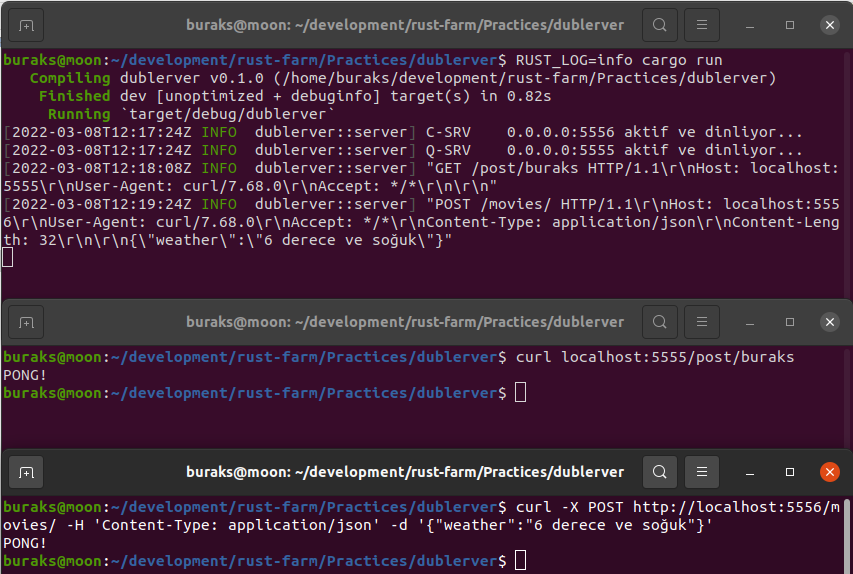 buraks@moon: ~/development/rust-farm/Practices/dublerver
buraks@moon:~/development/rust-farm/Practices/dublerver$ RUST_LOG=info cargo run
   Compiling dublerver v0.1.0 (/home/buraks/development/rust-farm/Practices/dublerver)
    Finished dev [unoptimized + debuginfo] target(s) in 0.82s
     Running `target/debug/dublerver`
[2022-03-08T12:17:24Z INFO  dublerver::server] C-SRV    0.0.0.0:5556 aktif ve dinliyor...
[2022-03-08T12:17:24Z INFO  dublerver::server] Q-SRV    0.0.0.0:5555 aktif ve dinliyor...
[2022-03-08T12:18:08Z INFO  dublerver::server] "GET /post/buraks HTTP/1.1\r\nHost: localhost:
5555\r\nUser-Agent: curl/7.68.0\r\nAccept: */*\r\n\r\n"
[2022-03-08T12:19:24Z INFO  dublerver::server] "POST /movies/ HTTP/1.1\r\nHost: localhost:555
6\r\nUser-Agent: curl/7.68.0\r\nAccept: */*\r\nContent-Type: application/json\r\nContent-Leng
th: 32\r\n\r\n{\"weather\":\"6 derece ve soğuk\"}"
buraks@moon: ~/development/rust-farm/Practices/dublerver
buraks@moon:~/development/rust-farm/Practices/dublerver$ curl localhost:5555/post/buraks
PONG!
buraks@moon:~/development/rust-farm/Practices/dublerver$
buraks@moon: ~/development/rust-farm/Practices/dublerver
buraks@moon:~/development/rust-farm/Practices/dublerver$ curl -X POST http://localhost:5556/m
ovies/ -H 'Content-Type: application/json' -d '{"weather":"6 derece ve soğuk"}'
PONG!
buraks@moon:~/development/rust-farm/Practices/dublerver$